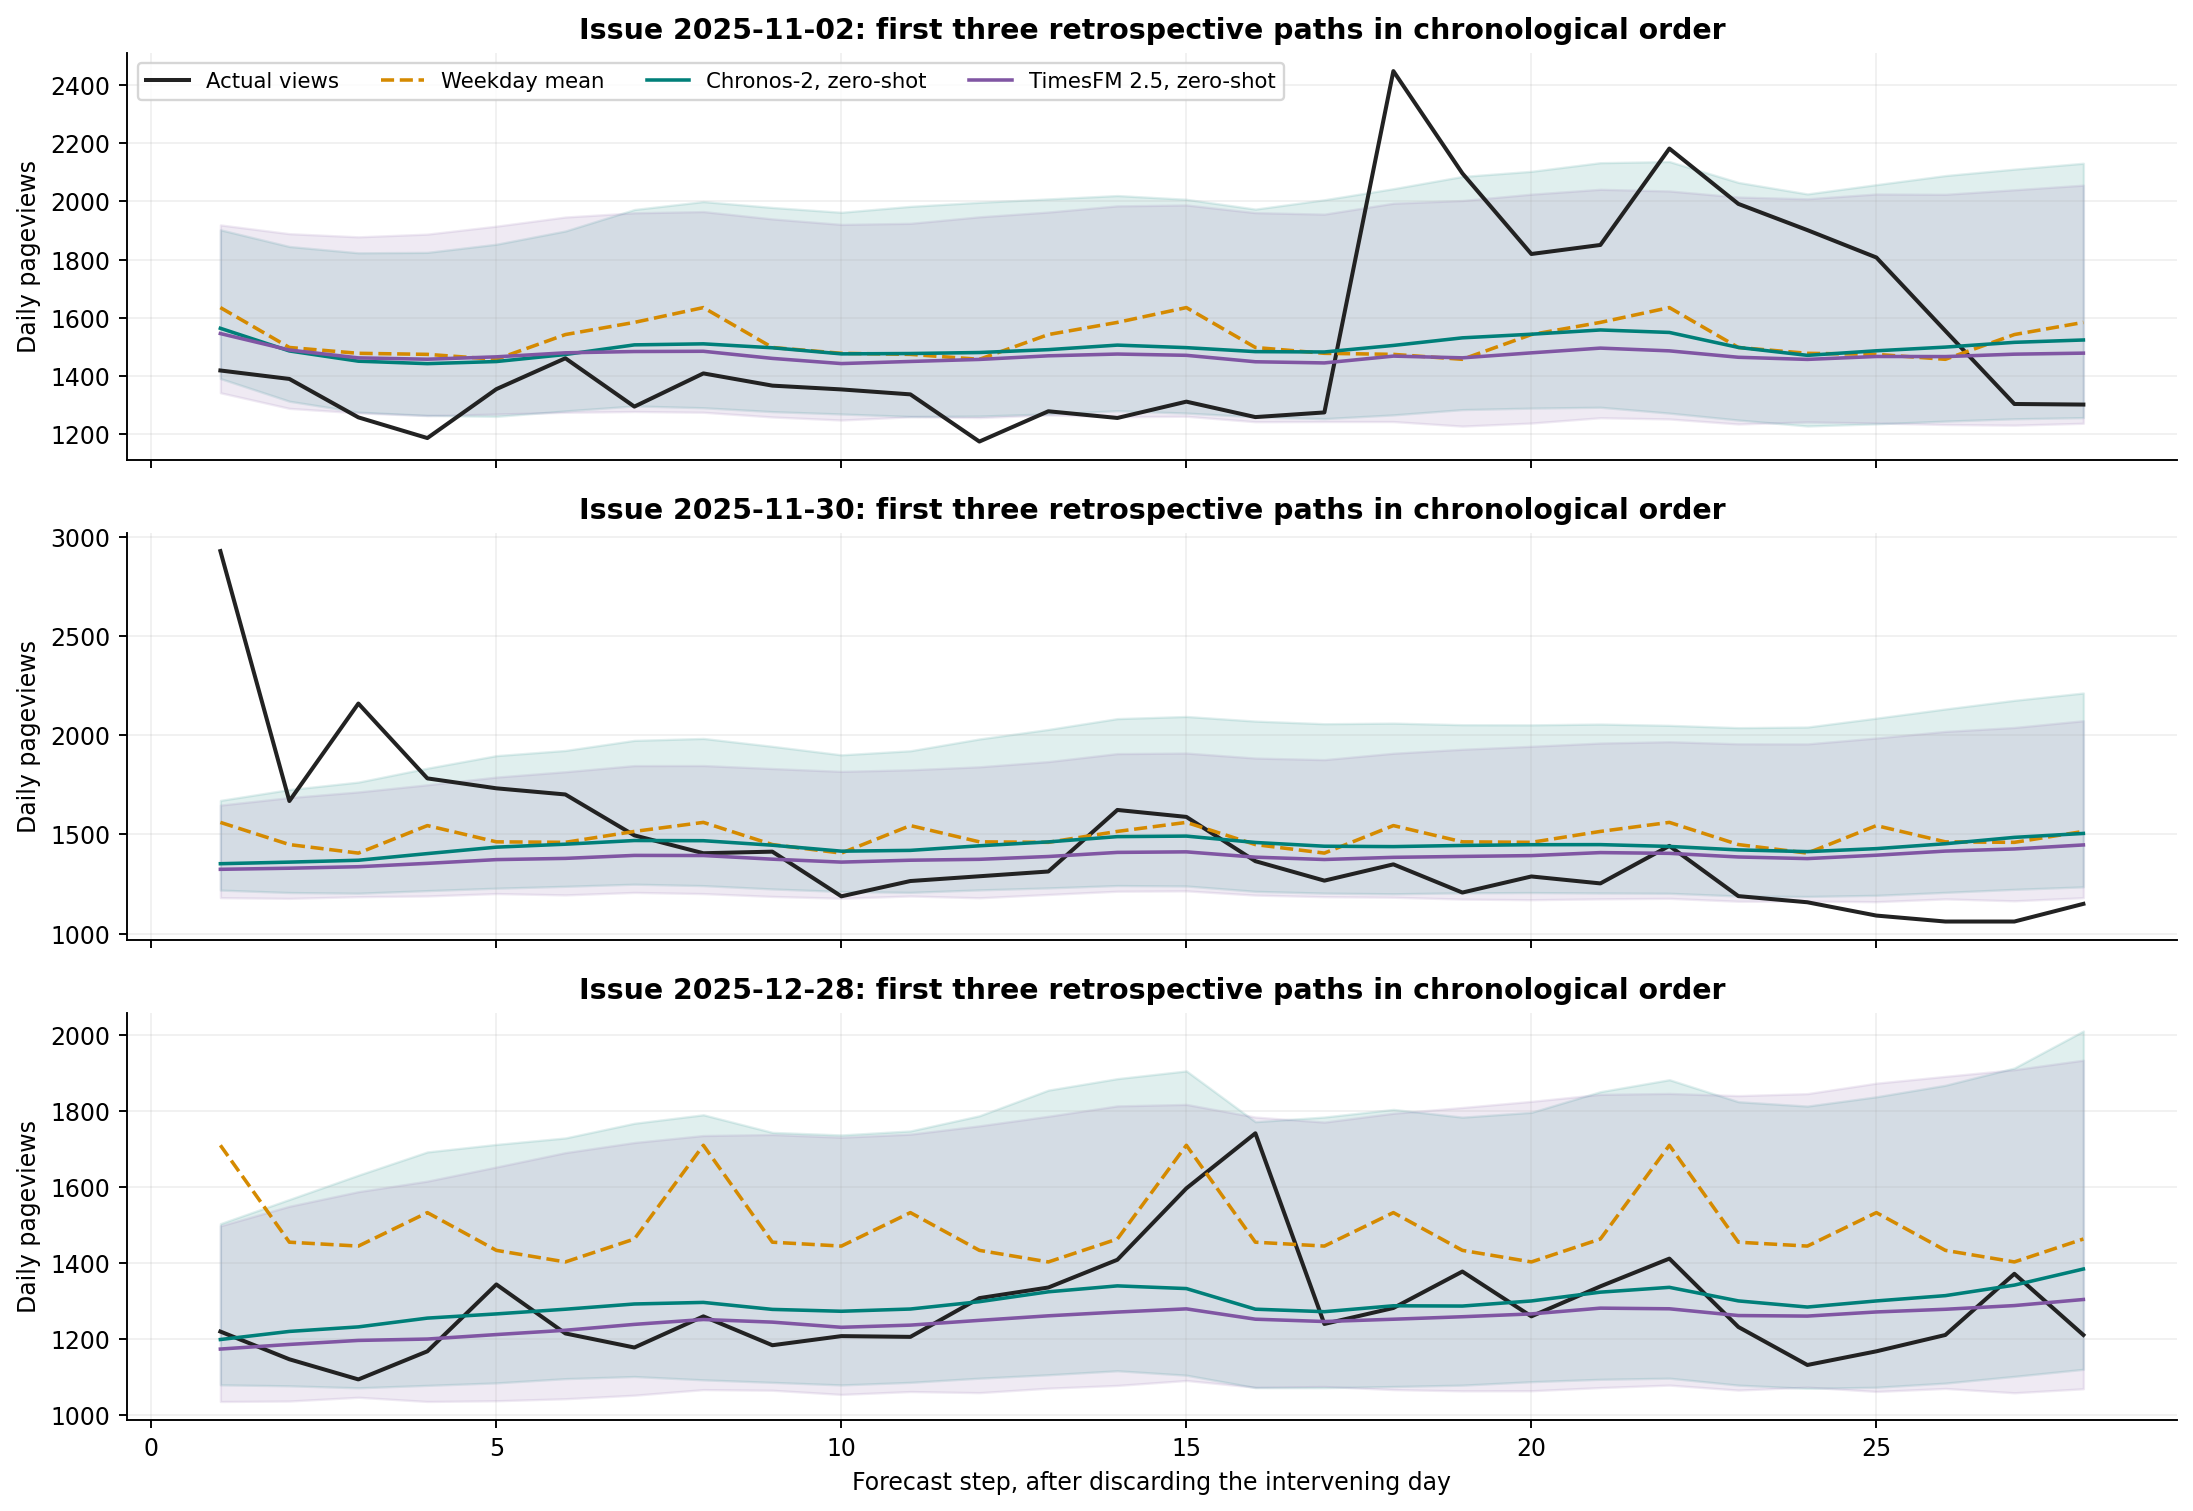 Issue 2025-11-02: first three retrospective paths in chronological order
Actual views
Weekday mean
Chronos-2, zero-shot
TimesFM 2.5, zero-shot
Daily pageviews
2400
2200
2000
1800
1600
1400
1200
Issue 2025-11-30: first three retrospective paths in chronological order
Daily pageviews
3000
2500
2000
1500
1000
Issue 2025-12-28: first three retrospective paths in chronological order
Daily pageviews
2000
1800
1600
1400
1200
1000
0 5 10 15 20 25
Forecast step, after discarding the intervening day